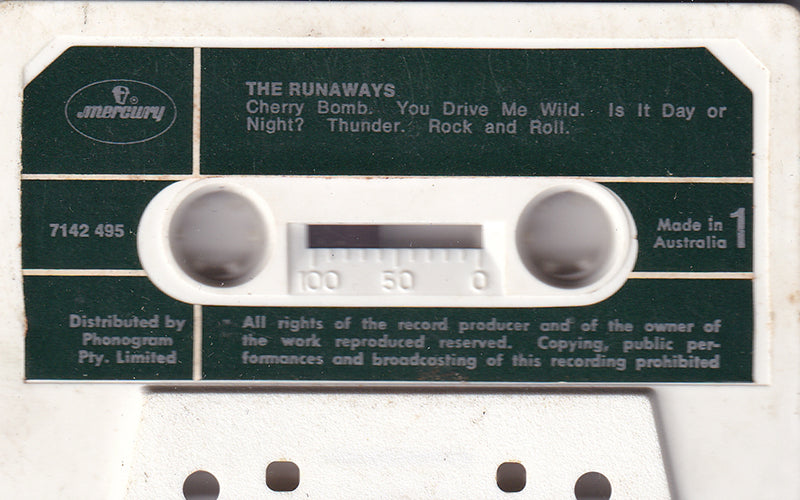 mercury
THE RUNAWAYS
Cherry Bomb. You Drive Me Wild. Is It Day or
Night? Thunder. Rock and Roll.
7142 495
Made in
Australia
1
100 50 0
Distributed by
Phonogram
Pty. Limited
All rights of the record producer and of the owner of
the work reproduced reserved. Copying, public per-
formances and broadcasting of this recording prohibited